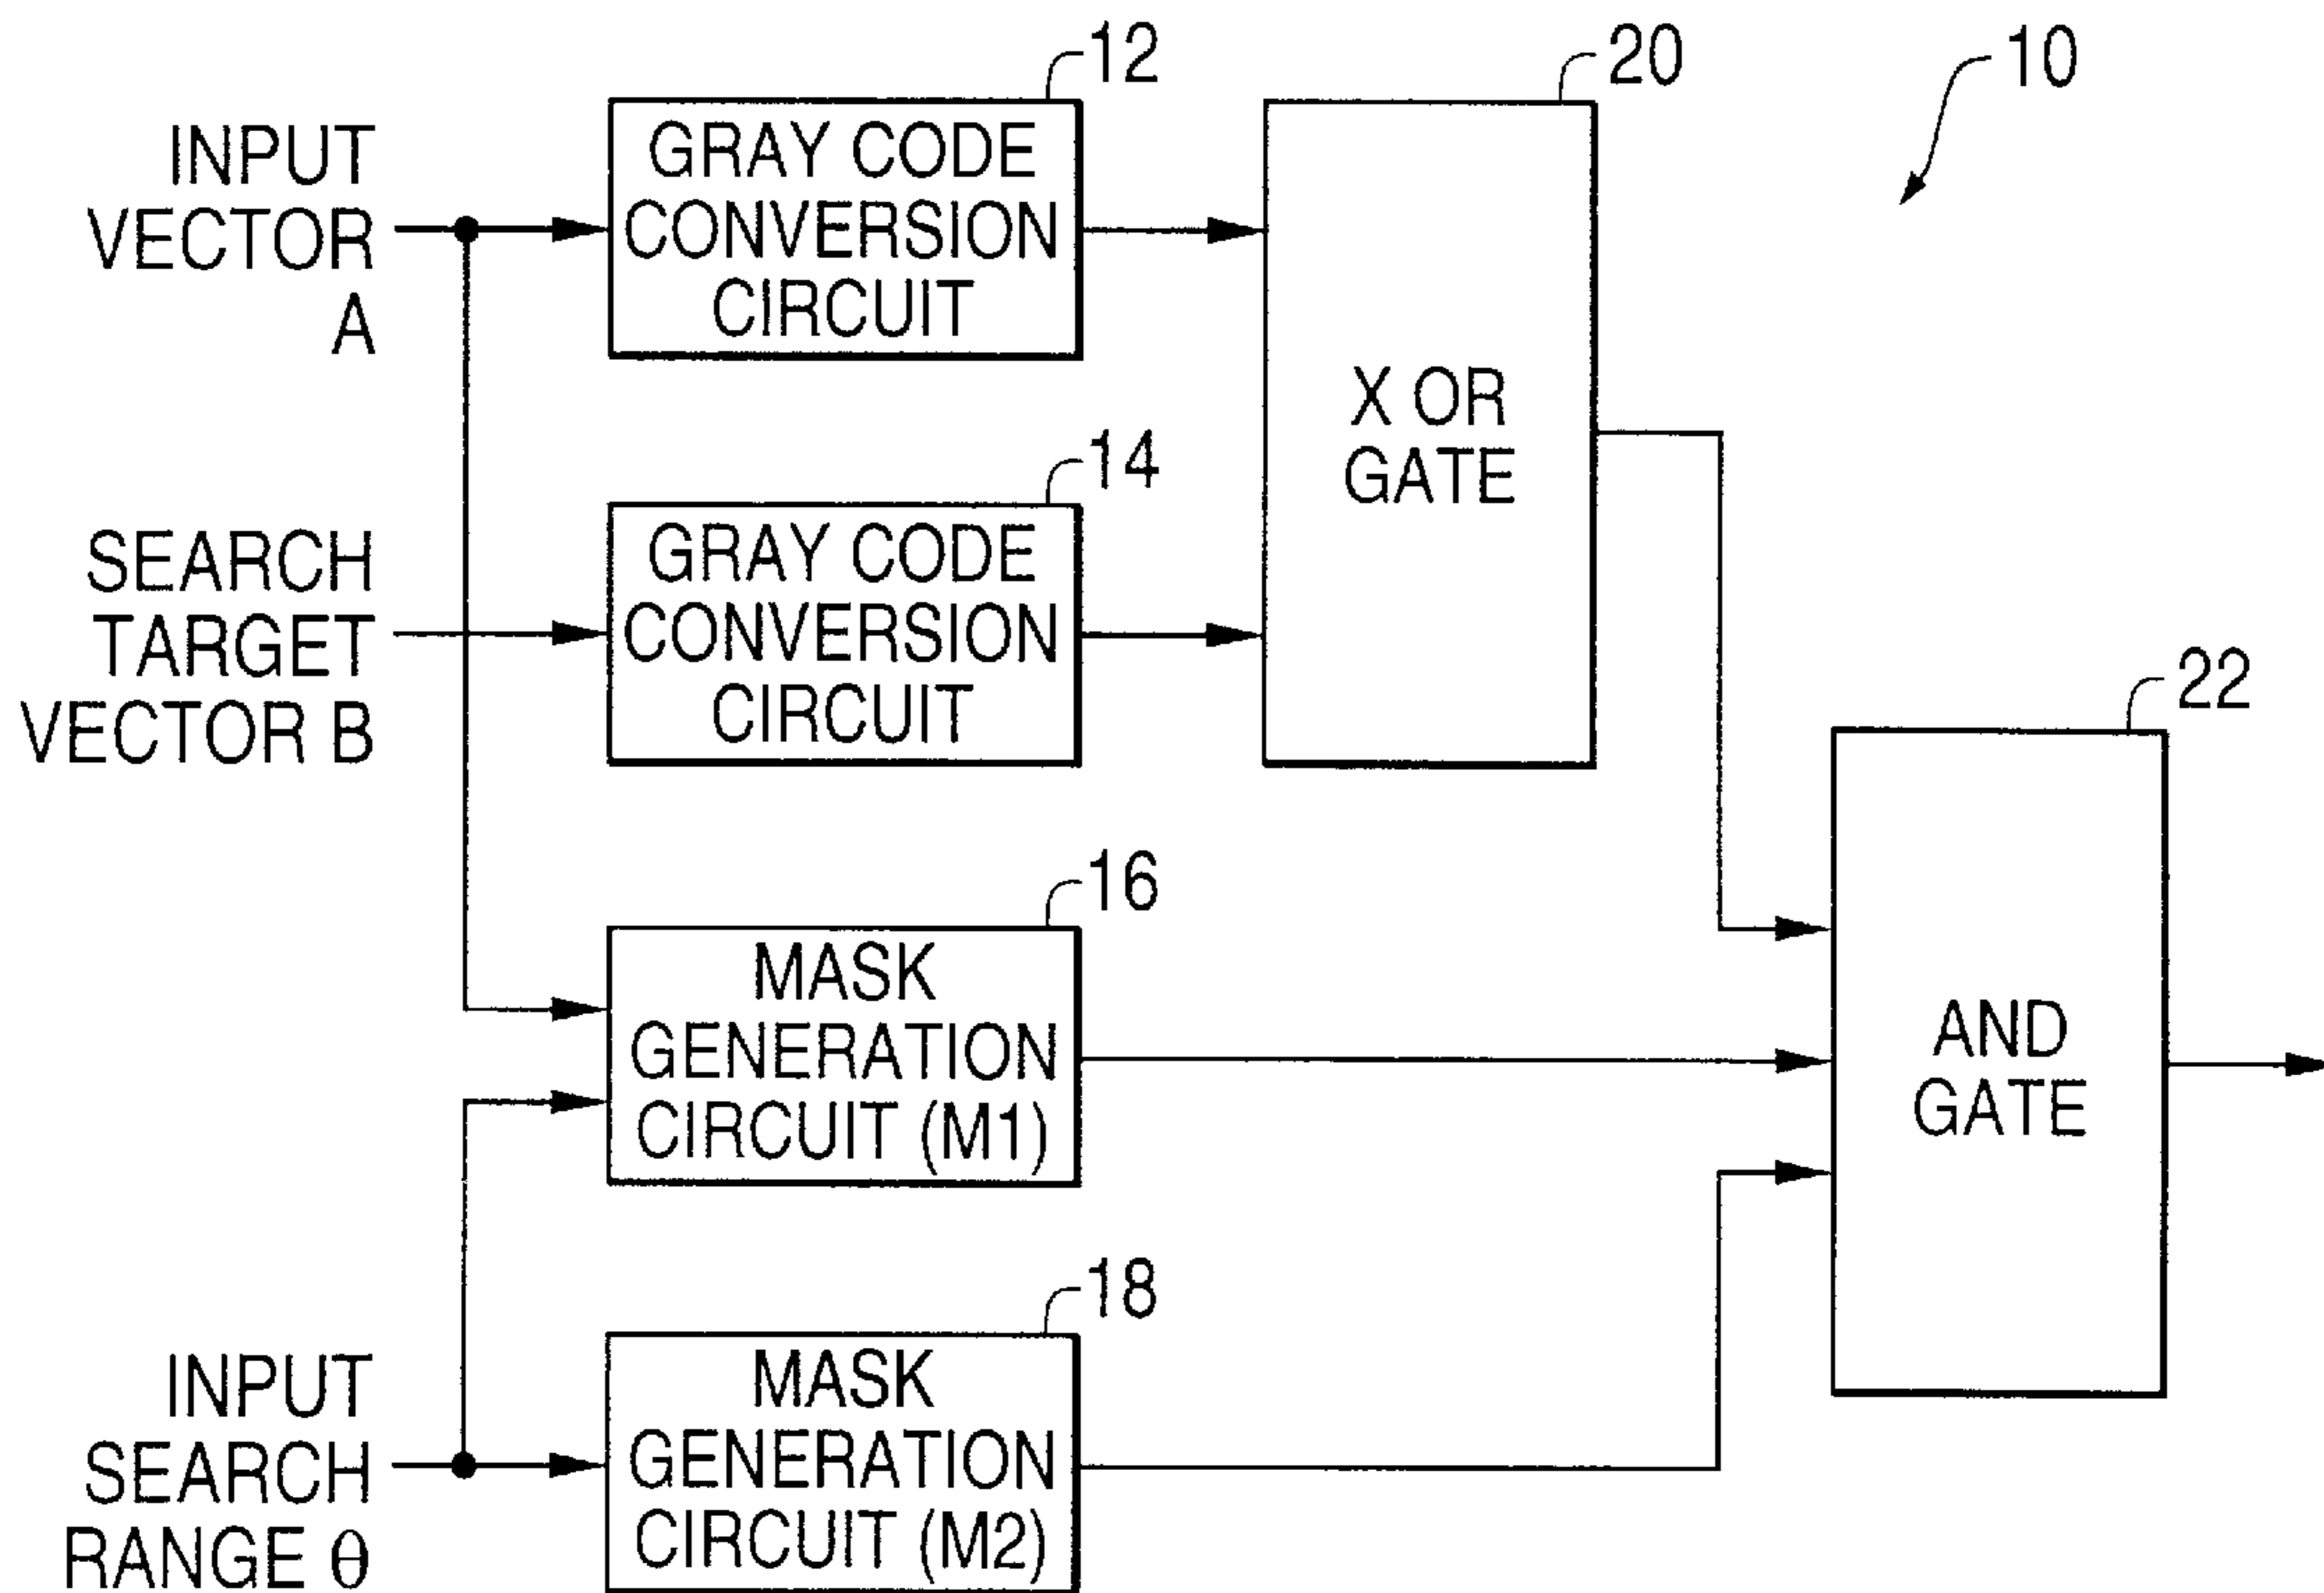 12
20
10
INPUT
VECTOR
A
GRAY CODE
CONVERSION
CIRCUIT
X OR
GATE
14
SEARCH
TARGET
VECTOR B
GRAY CODE
CONVERSION
CIRCUIT
22
16
MASK
GENERATION
CIRCUIT (M1)
AND
GATE
18
INPUT
SEARCH
RANGE θ
MASK
GENERATION
CIRCUIT (M2)